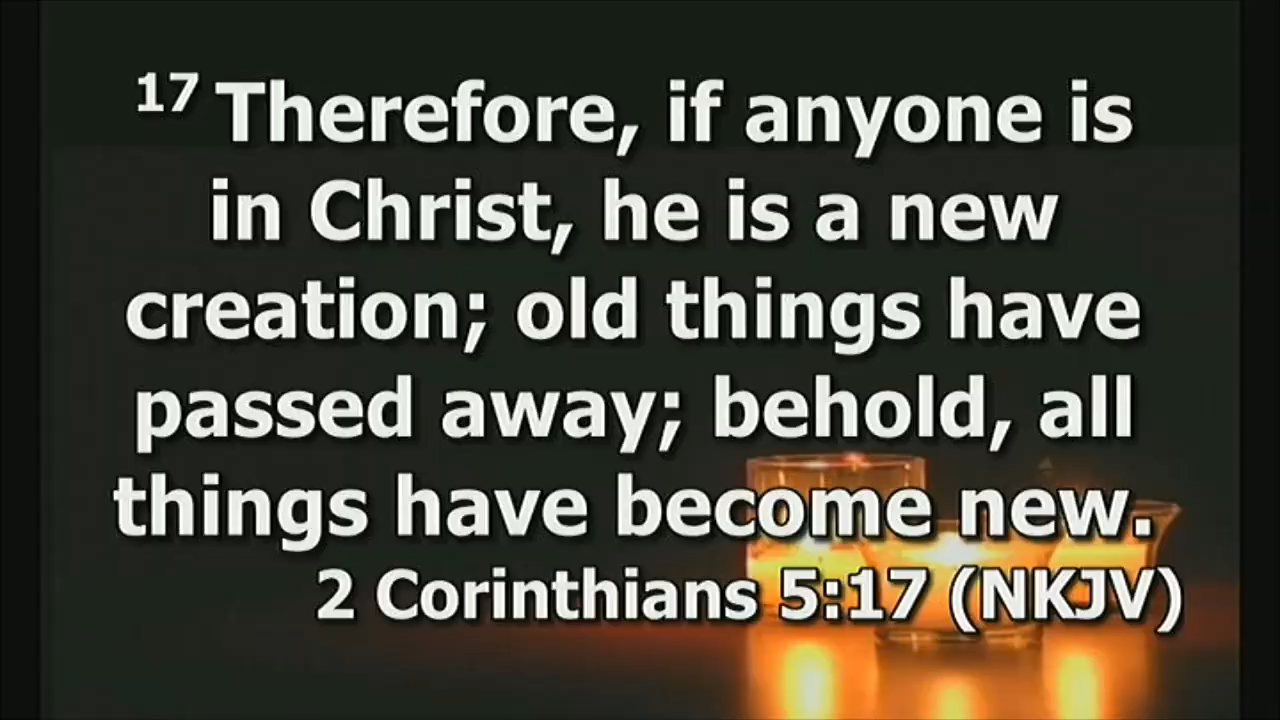 17 Therefore, if anyone is
in Christ, he is a new
creation; old things have
passed away; behold, all
things have become new.
2 Corinthians 5:17 (NKJV)